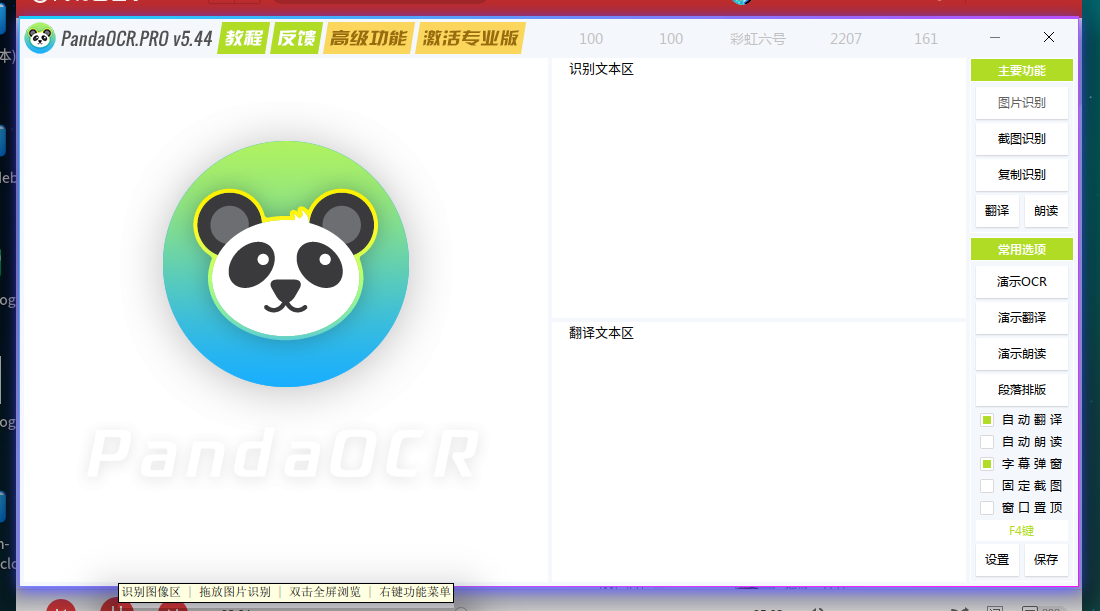 PandaOCR.PRO v5.44
教程
反馈
高级功能
激活专业版
100
100
彩虹六号
2207
161
识别文本区
翻译文本区
PandaOCR
主要功能
图片识别
截图识别
复制识别
翻译
朗读
常用选项
演示OCR
演示翻译
演示朗读
段落排版
自动翻译
自动朗读
字幕弹窗
固定截图
窗口置顶
F4键
设置
保存
识别图像区 | 拖放图片识别 | 双击全屏浏览 | 右键功能菜单